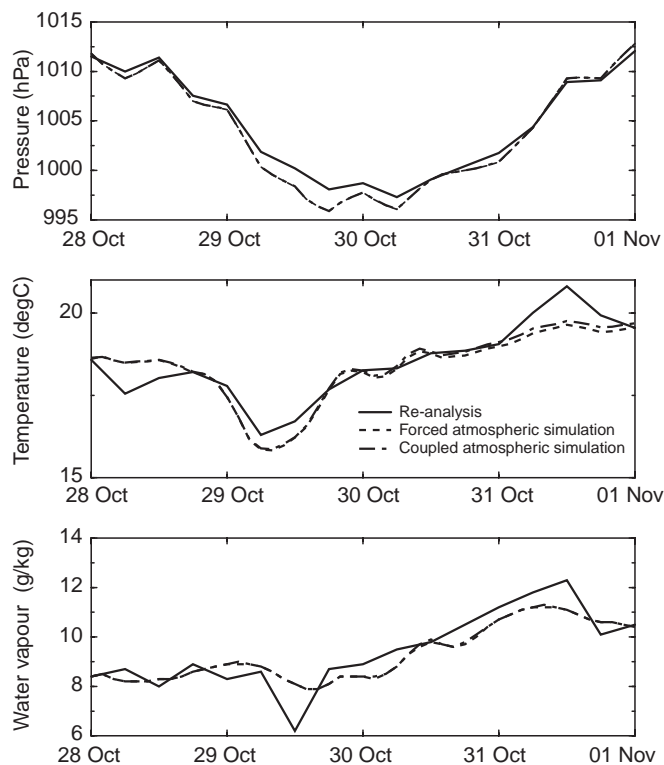 1015
1010
1005
1000
995
Pressure (hPa)
28 Oct 29 Oct 30 Oct 31 Oct 01 Nov
20
15
Temperature (degC)
Re-analysis
Forced atmospheric simulation
Coupled atmospheric simulation
28 Oct 29 Oct 30 Oct 31 Oct 01 Nov
14
12
10
8
6
Water vapour (g/kg)
28 Oct 29 Oct 30 Oct 31 Oct 01 Nov